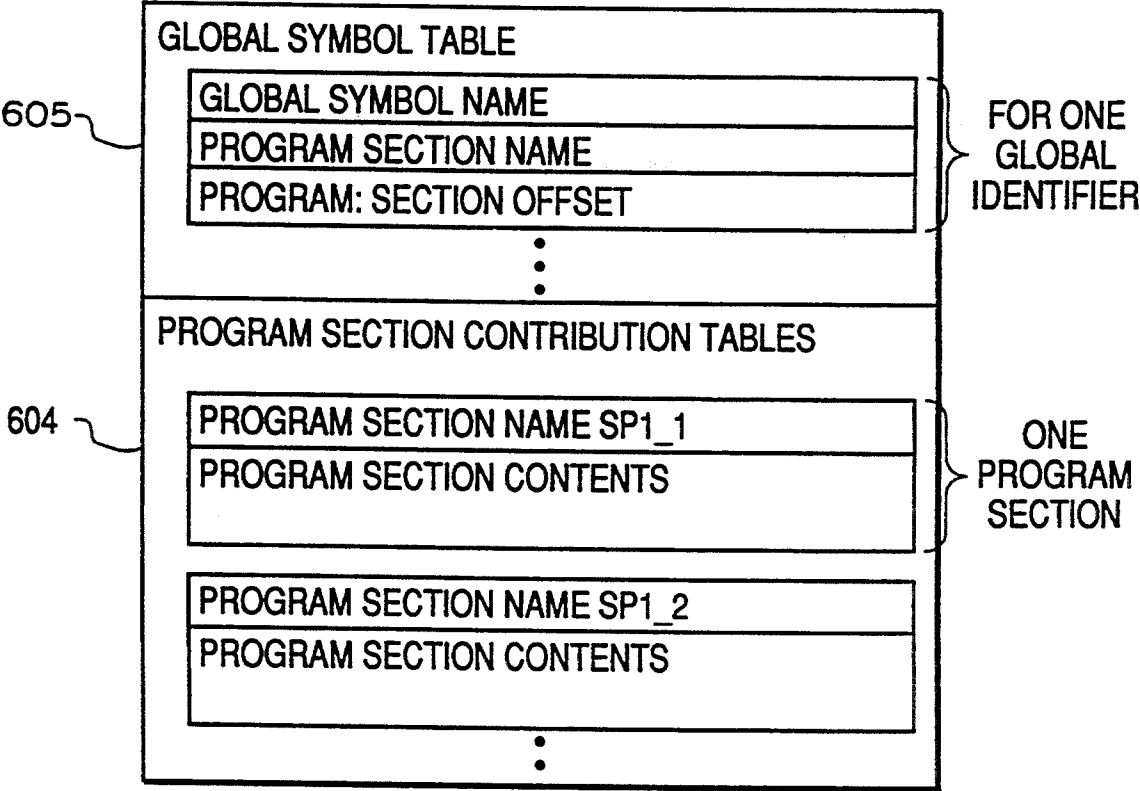 GLOBAL SYMBOL TABLE
GLOBAL SYMBOL NAME
PROGRAM SECTION NAME
PROGRAM: SECTION OFFSET
605
FOR ONE
GLOBAL
IDENTIFIER
PROGRAM SECTION CONTRIBUTION TABLES
604
PROGRAM SECTION NAME SP1_1
PROGRAM SECTION CONTENTS
ONE
PROGRAM
SECTION
PROGRAM SECTION NAME SP1_2
PROGRAM SECTION CONTENTS